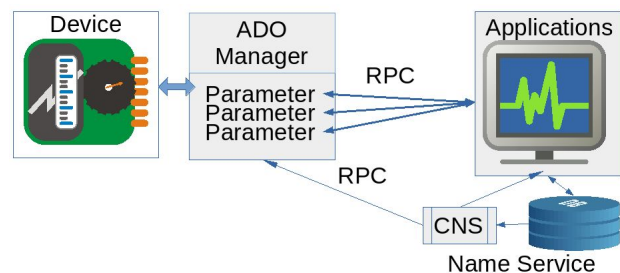 Device
ADO
Manager
Parameter
Parameter
Parameter
RPC
Applications
RPC
CNS
Name Service